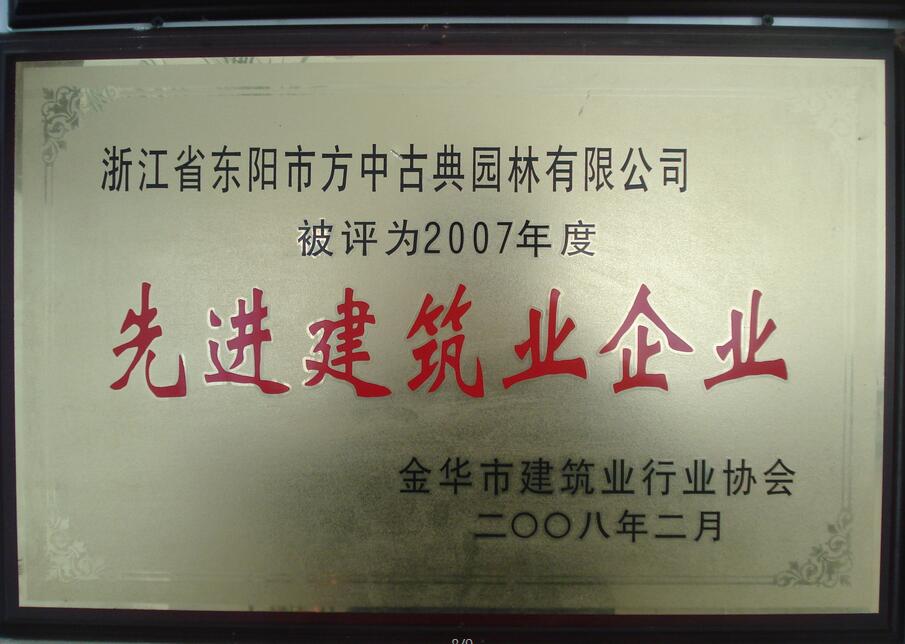 浙江省东阳市方中古典园林有限公司
被评为2007年度
先进建筑业企业
金华市建筑业行业协会
二〇〇八年二月